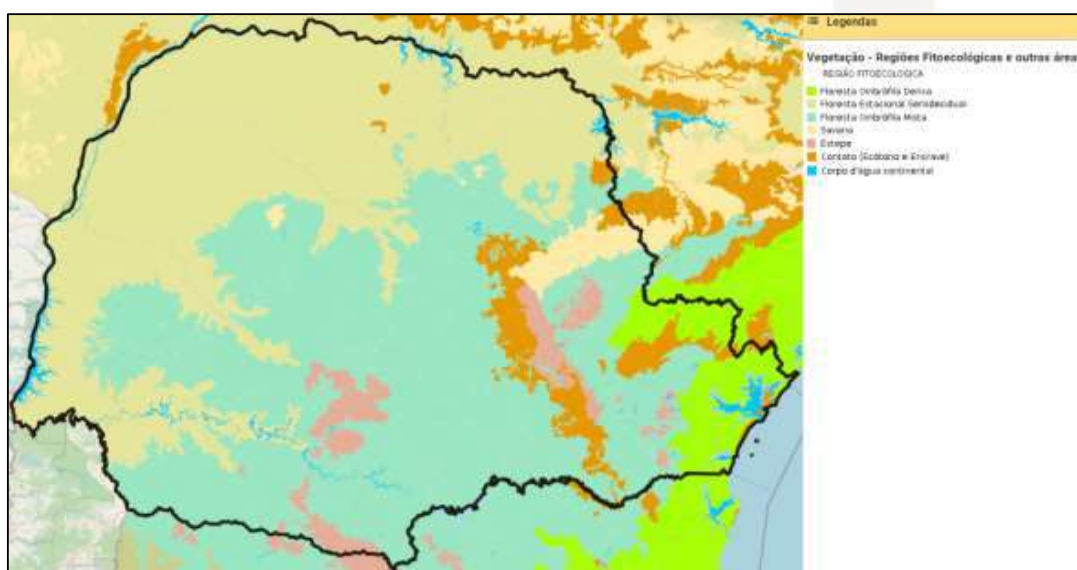 Legendas
Vegetação - Regiões Fitoecológicas e outras área
REGIÃO FITOECOLÓGICA
Floresta Ombrófila Densa
Floresta Estacional Semidecidual
Floresta Ombrófila Mista
Savana
Estepe
Contato (Ecótono e Encrave)
Corpo d'água continental